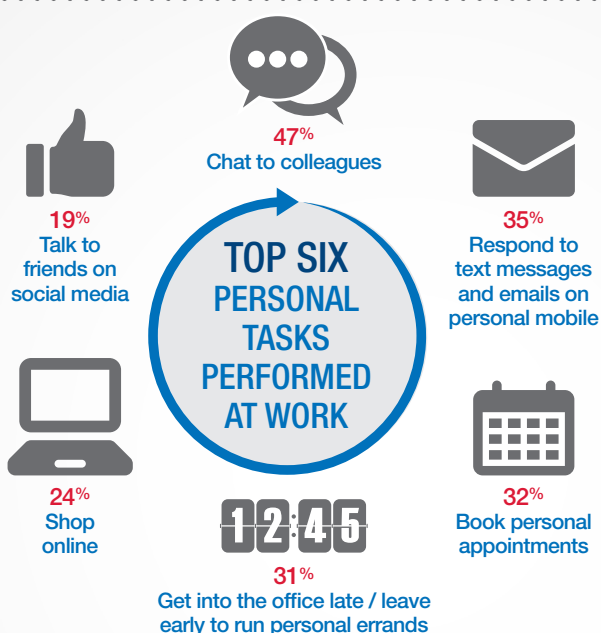 47%
Chat to colleagues
35%
Respond to
text messages
and emails on
personal mobile
32%
Book personal
appointments
12:45
31%
Get into the office late / leave
early to run personal errands
24%
Shop
online
19%
Talk to
friends on
social media
TOP SIX
PERSONAL
TASKS
PERFORMED
AT WORK